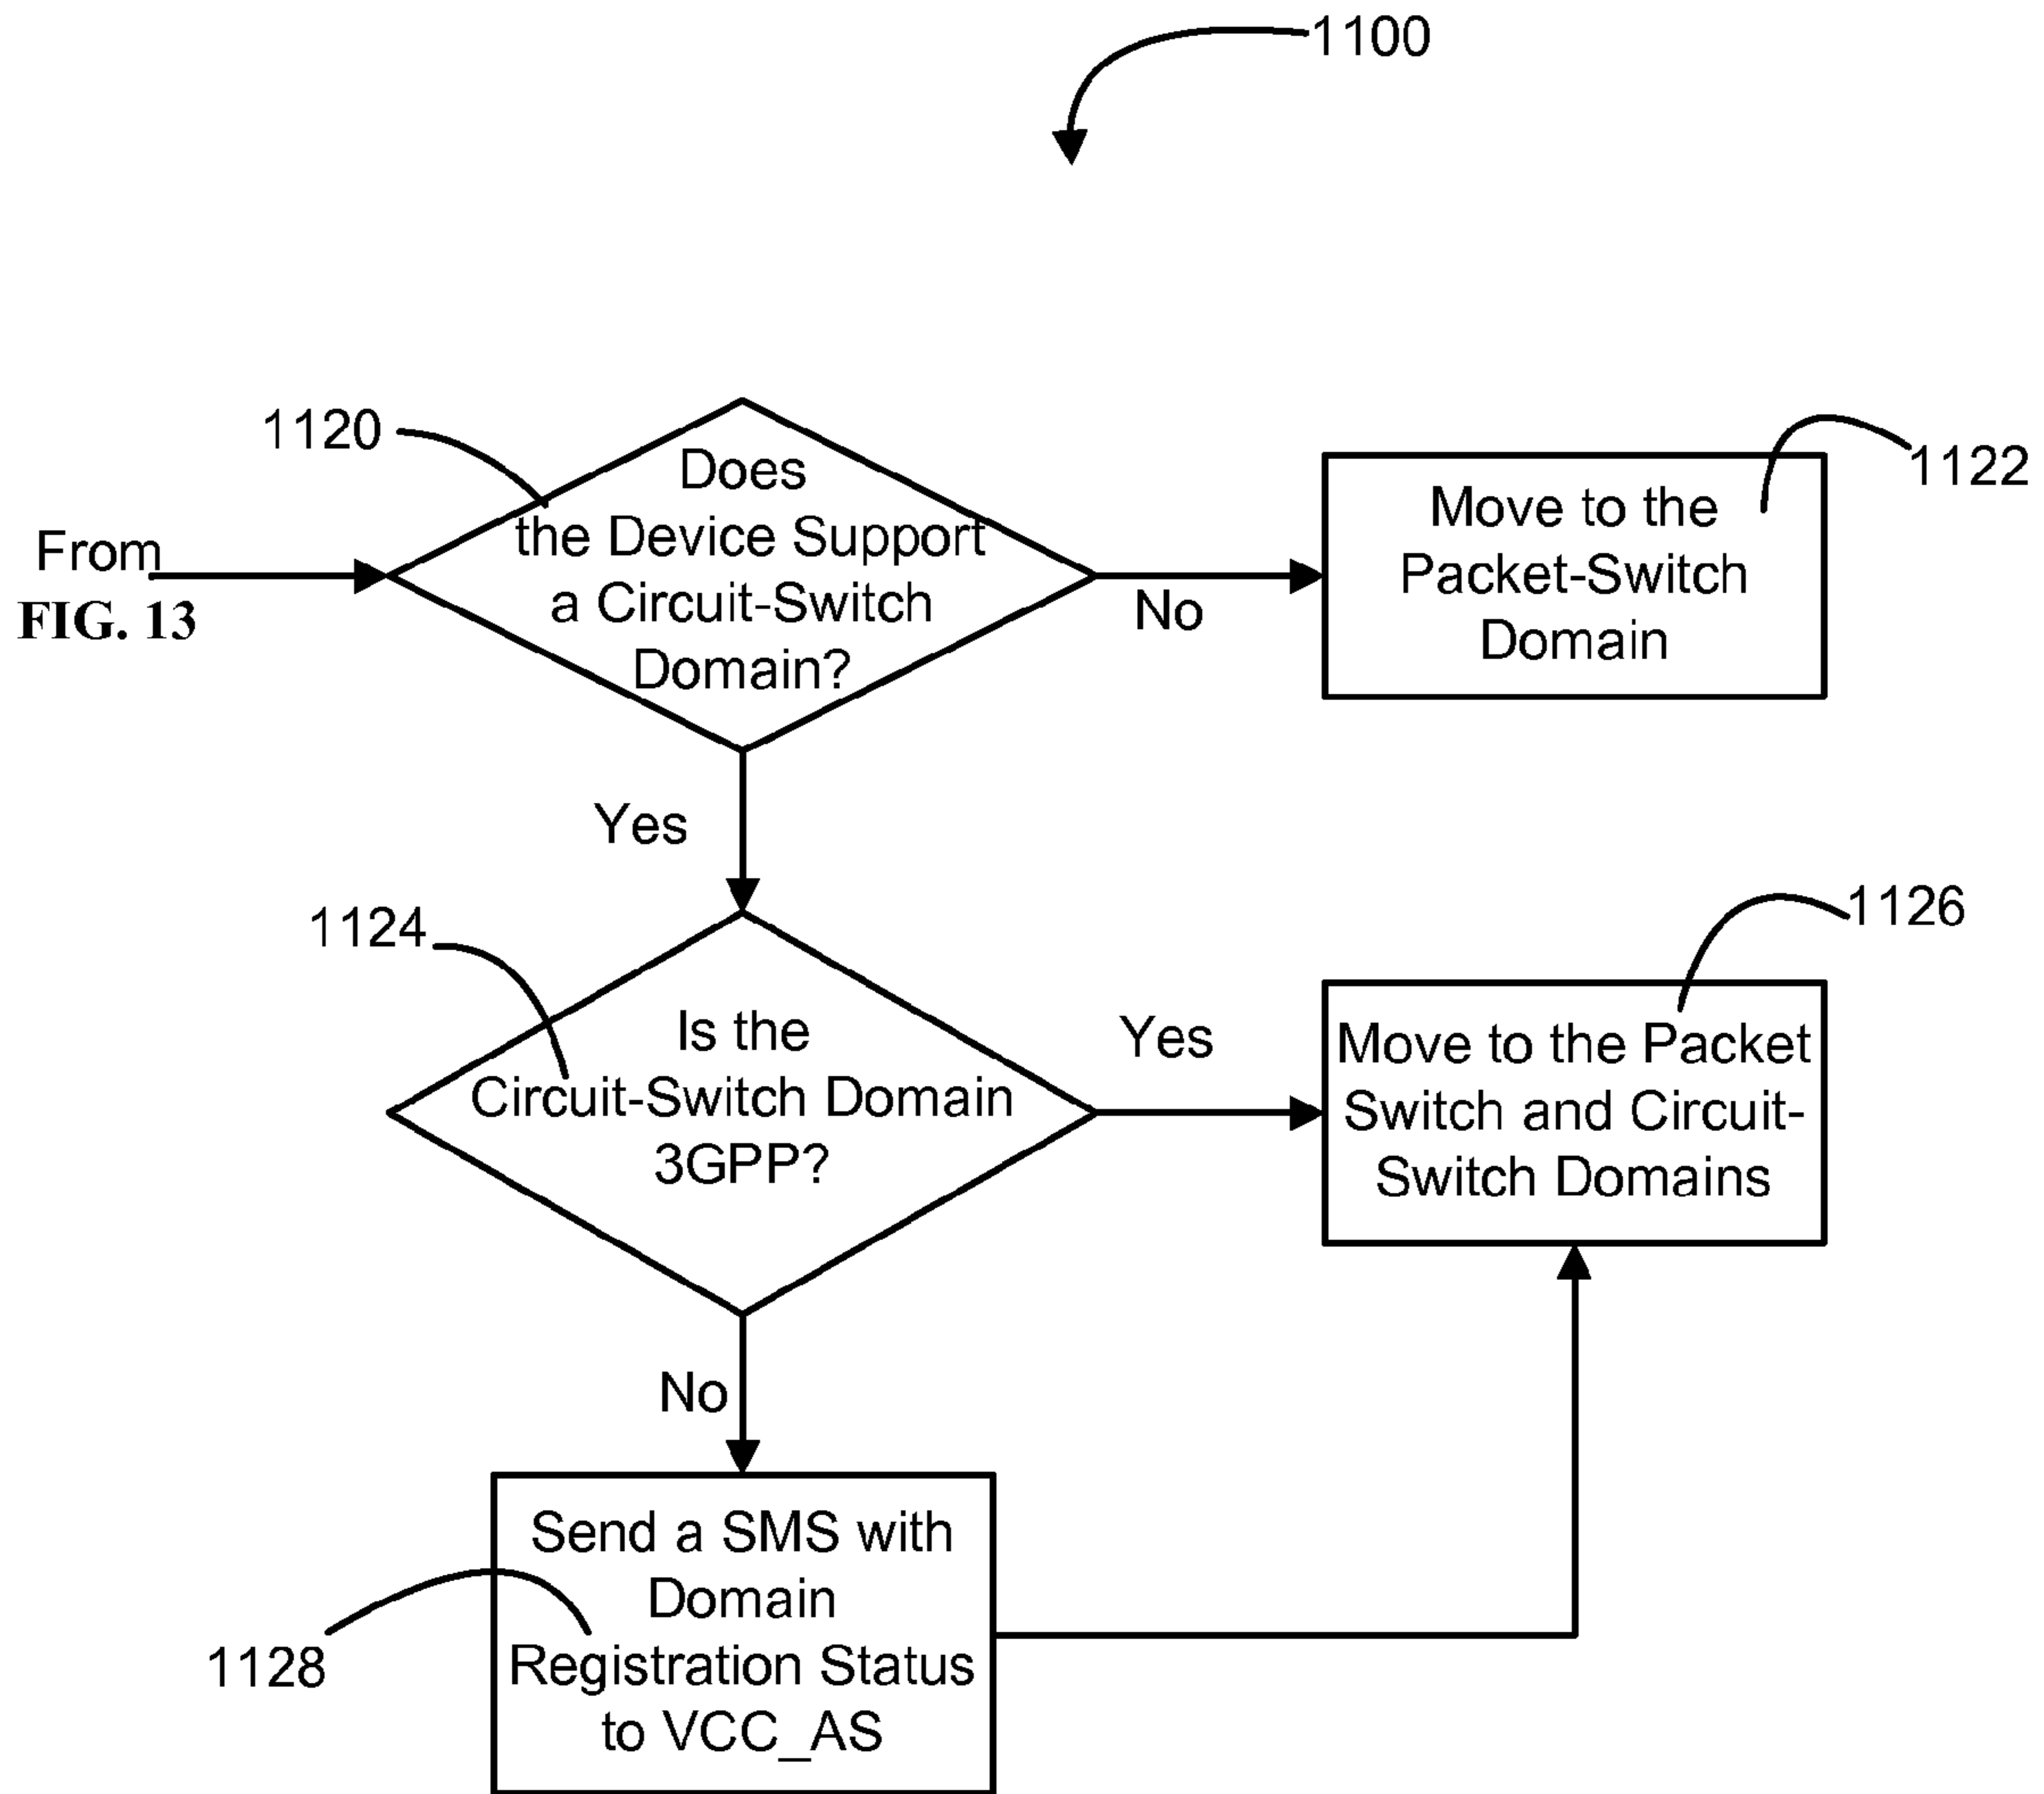 1100
1120
Does
the Device Support
a Circuit-Switch
Domain?
From
FIG. 13
No
1122
Move to the
Packet-Switch
Domain
Yes
1124
Is the
Circuit-Switch Domain
3GPP?
Yes
1126
Move to the Packet
Switch and Circuit-
Switch Domains
No
Send a SMS with
Domain
Registration Status
to VCC_AS
1128